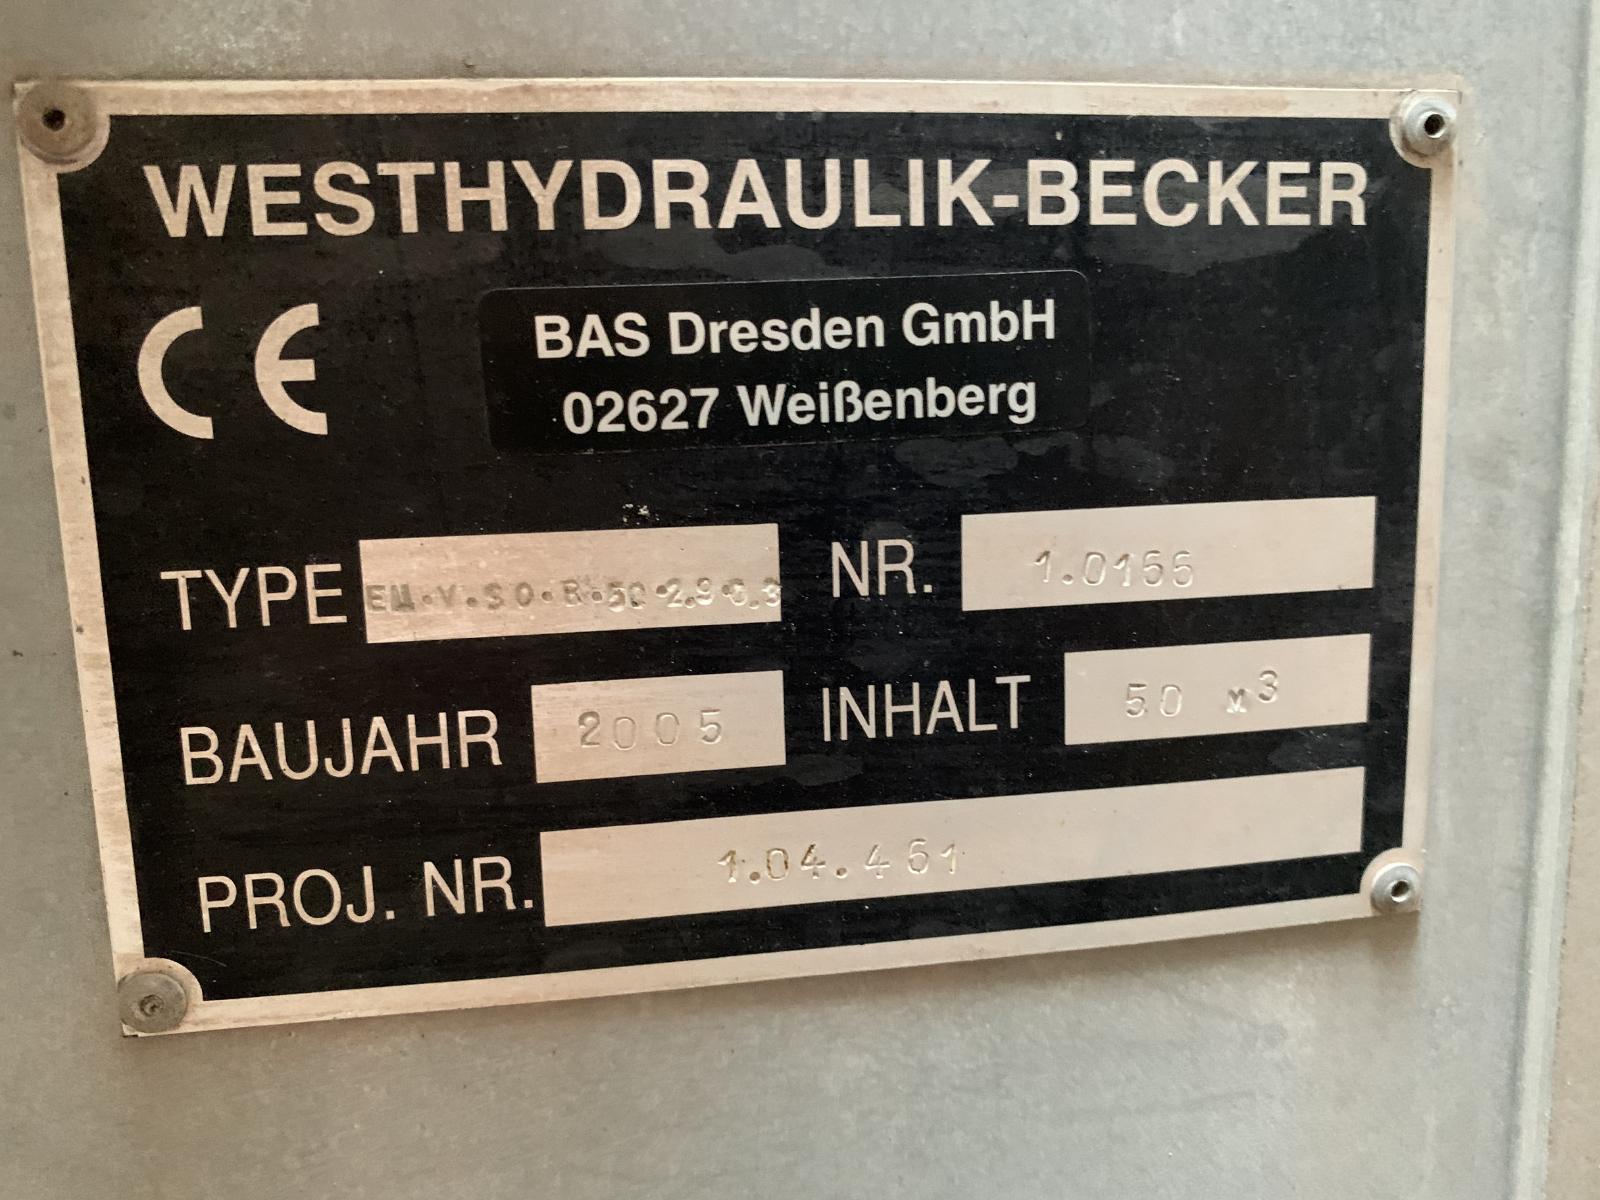 WESTHYDRAULIK-BECKER
CE
BAS Dresden GmbH
02627 Weißenberg
TYPE
NR. 1.0166
BAUJAHR 2005
INHALT 50 M³
PROJ. NR. 1.04.461